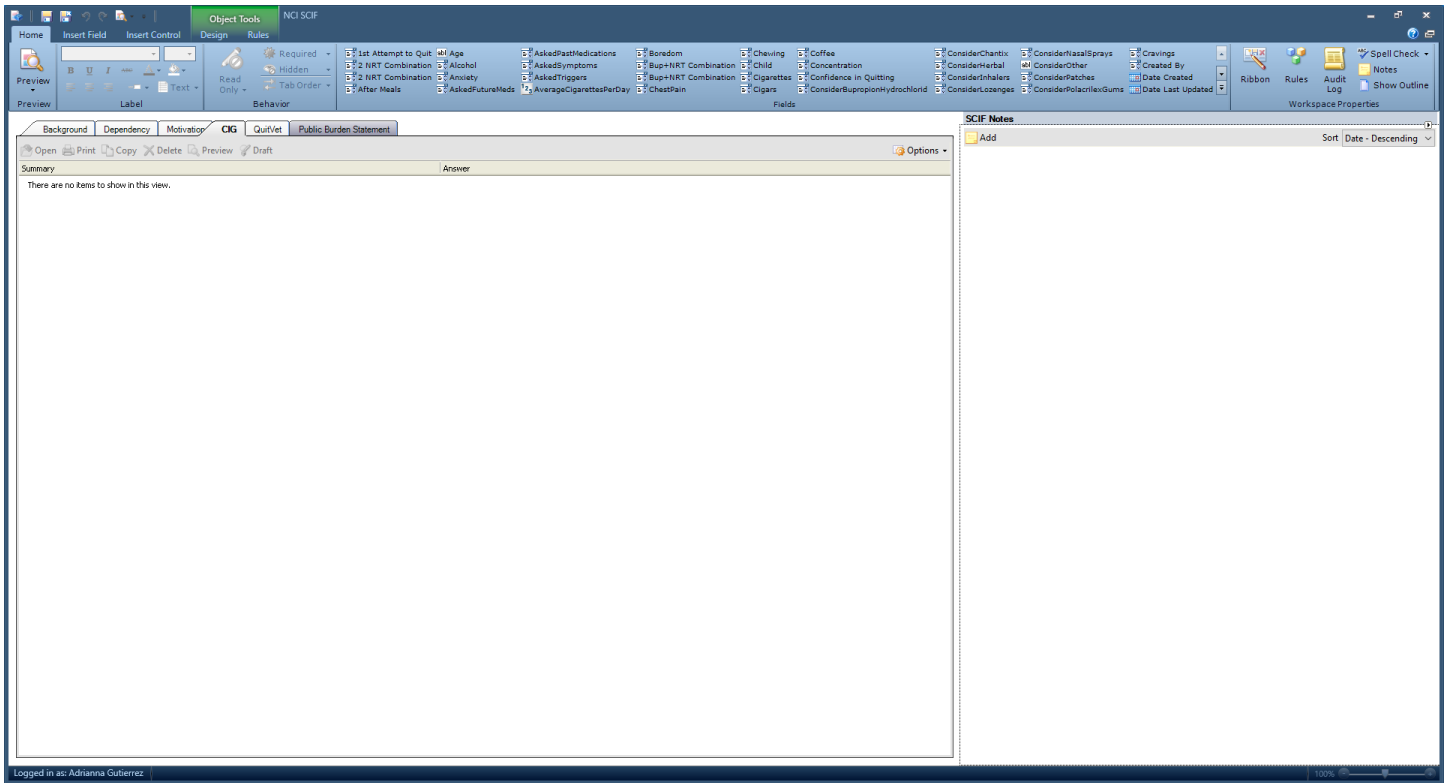 Object Tools NCI SCIF
Home Insert Field Insert Control Design Rules
Preview
Preview
B U I abc
Text
Label
Read Only
Required
Hidden
Tab Order
Behavior
1st Attempt to Quit Age AskedPastMedications Boredom Chewing Coffee ConsiderChantix ConsiderNasalSprays Cravings
2 NRT Combination Alcohol AskedSymptoms Bup+NRT Combination Child Concentration ConsiderHerbal ConsiderOther Created By
2 NRT Combination Anxiety AskedTriggers Bup+NRT Combination Cigarettes Confidence in Quitting ConsiderInhalers ConsiderPatches Date Created
After Meals AskedFutureMeds AverageCigarettesPerDay ChestPain Cigars ConsiderBupropionHydrochlorid ConsiderLozenges ConsiderPolacrilexGums Date Last Updated
Fields
Ribbon Rules Audit Log
Spell Check
Notes
Show Outline
Workspace Properties
Background Dependency Motivation CIG QuitVet Public Burden Statement
Open Print Copy Delete Preview Draft Options
Summary Answer
There are no items to show in this view.
SCIF Notes
Add Sort Date - Descending
Logged in as: Adrianna Gutierrez 100%